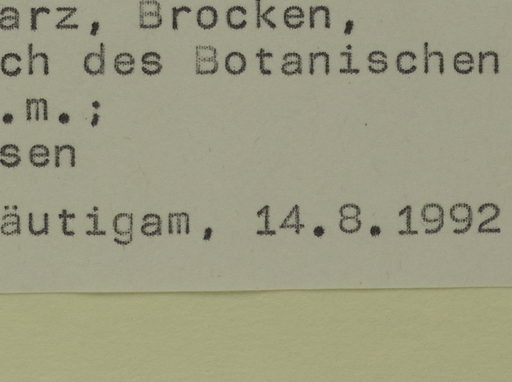 arz, Brocken,
ch des Botanischen
.m.;
sen
äutigam, 14.8.1992